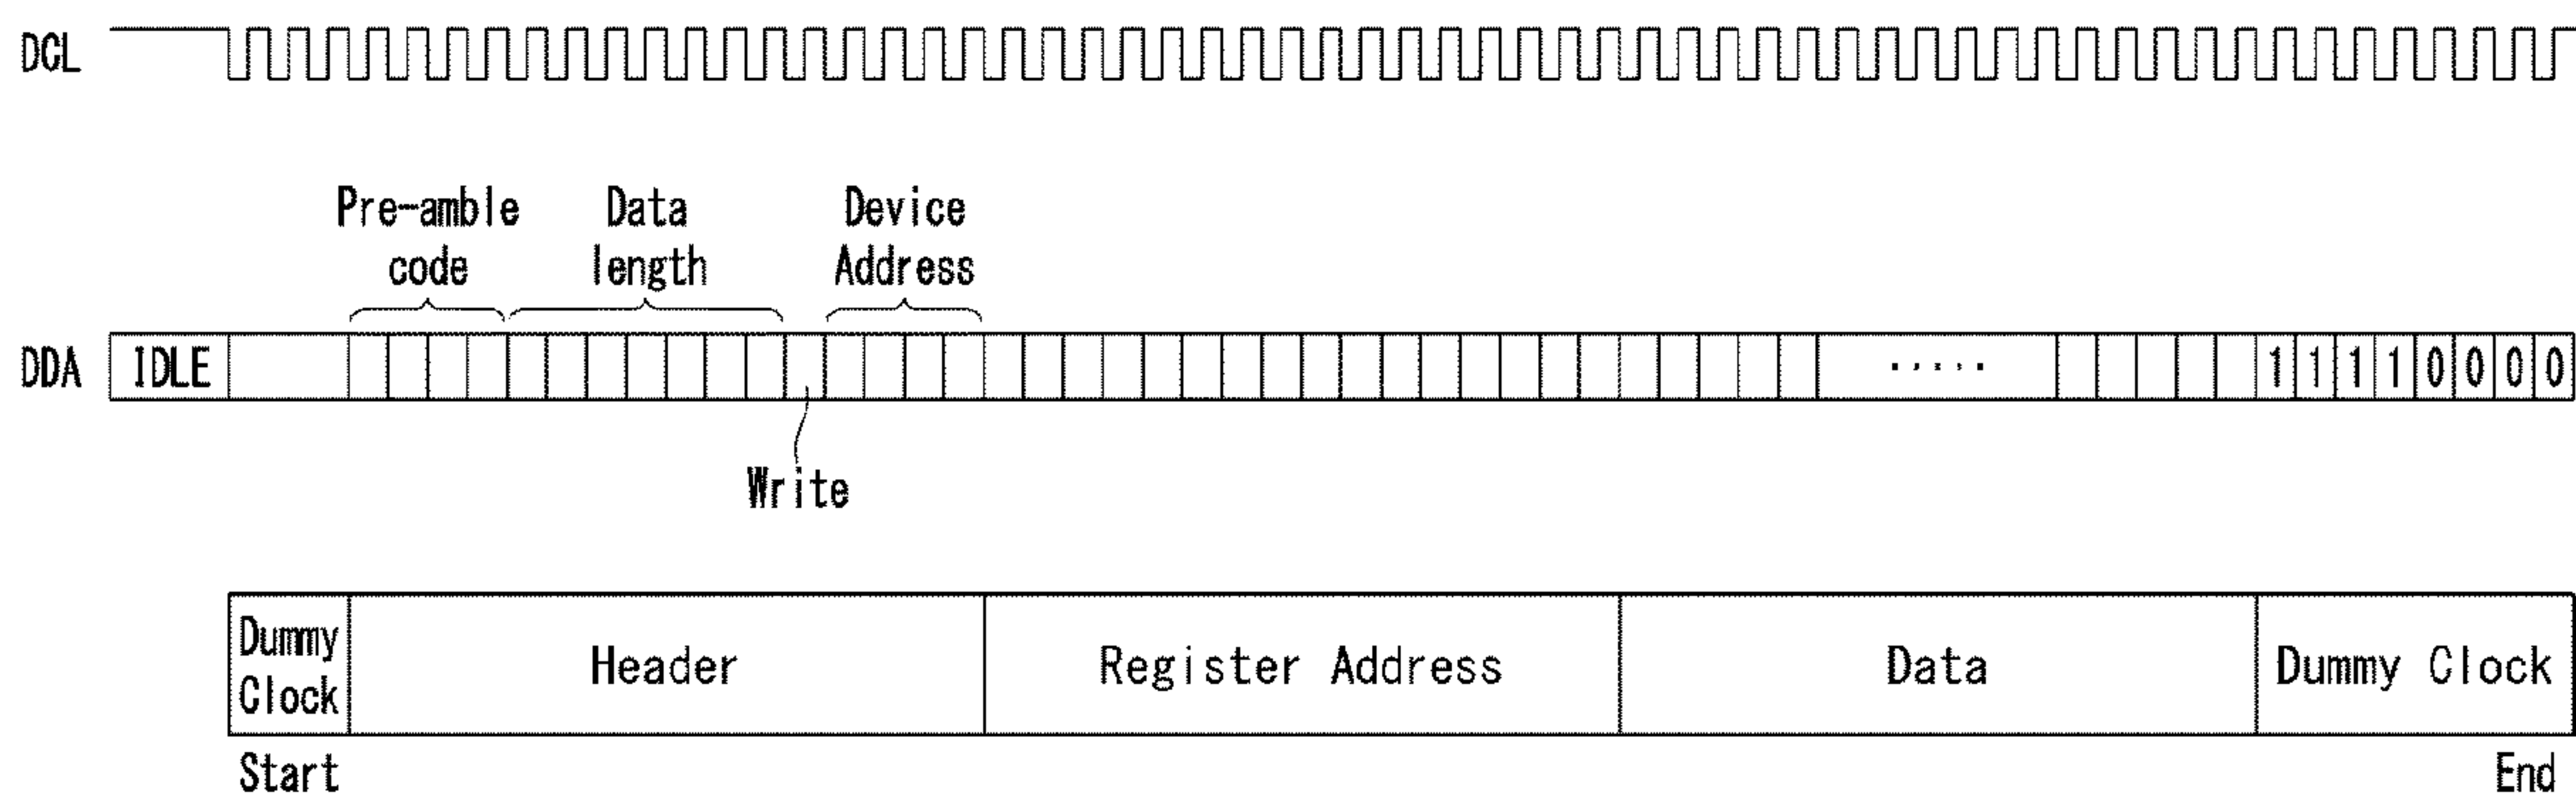 DCL
Pre-amble Data Device
code length Address
DDA IDLE ····· 1 1 1 1 0 0 0 0
Write
Dummy
Clock Header Register Address Data Dummy Clock
Start End